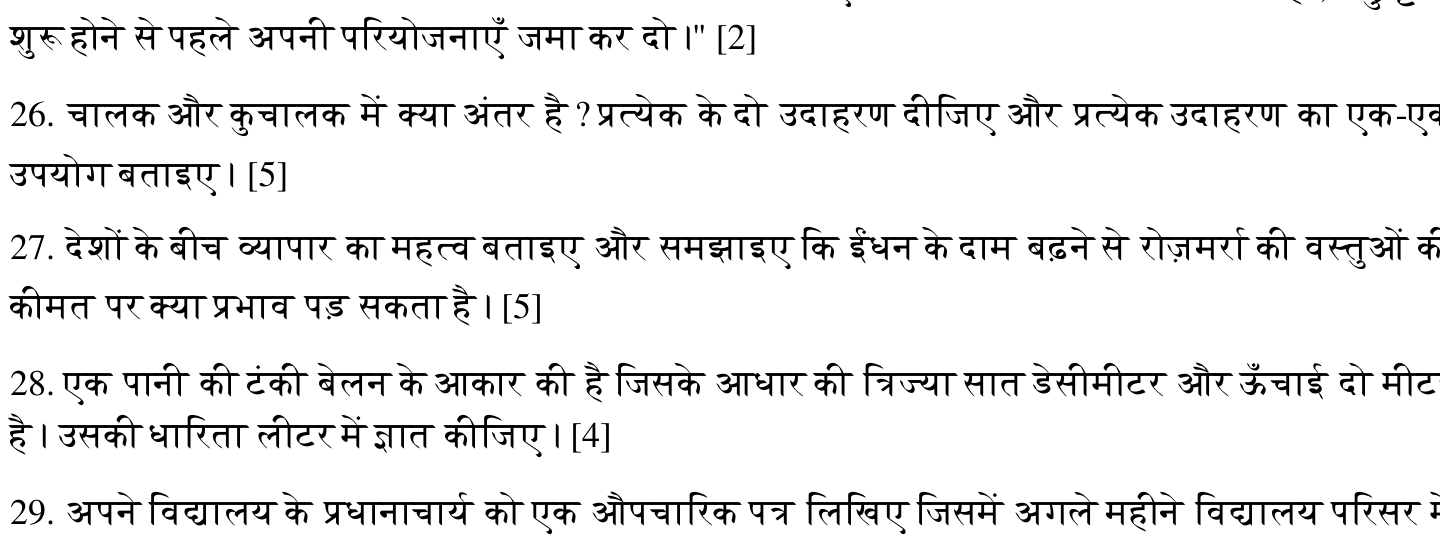 शुरू होने से पहले अपनी परियोजनाएँ जमा कर दो।" [2]
26. चालक और कुचालक में क्या अंतर है ? प्रत्येक के दो उदाहरण दीजिए और प्रत्येक उदाहरण का एक-एक
उपयोग बताइए। [5]
27. देशों के बीच व्यापार का महत्व बताइए और समझाइए कि ईंधन के दाम बढ़ने से रोज़मर्रा की वस्तुओं की
कीमत पर क्या प्रभाव पड़ सकता है। [5]
28. एक पानी की टंकी बेलन के आकार की है जिसके आधार की त्रिज्या सात डेसीमीटर और ऊँचाई दो मीटर
है। उसकी धारिता लीटर में ज्ञात कीजिए। [4]
29. अपने विद्यालय के प्रधानाचार्य को एक औपचारिक पत्र लिखिए जिसमें अगले महीने विद्यालय परिसर में